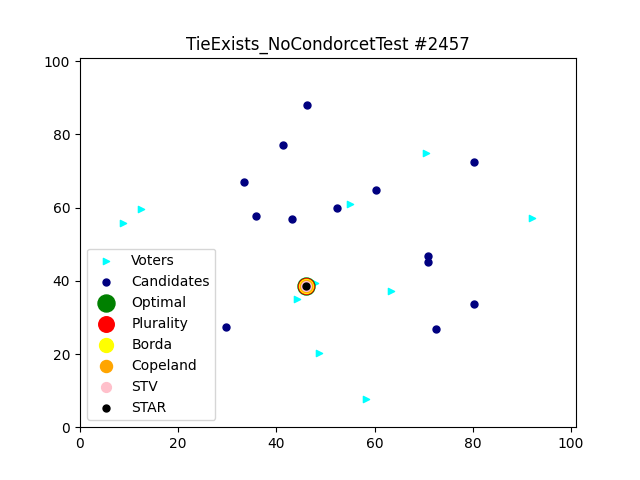 TieExists_NoCondorcetTest #2457
100
80
60
40
20
0
0 20 40 60 80 100
Voters
Candidates
Optimal
Plurality
Borda
Copeland
STV
STAR